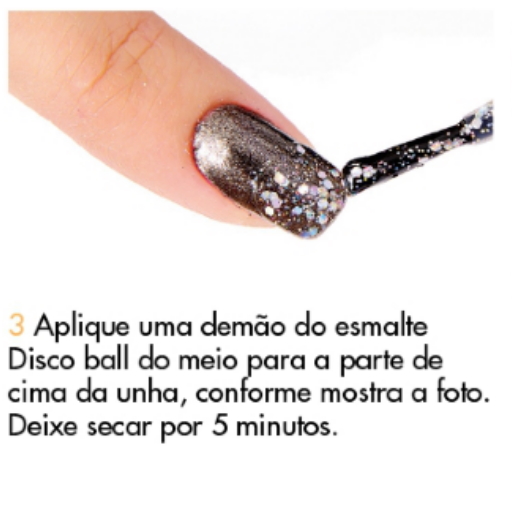 3 Aplique uma demão do esmalte
Disco ball do meio para a parte de
cima da unha, conforme mostra a foto.
Deixe secar por 5 minutos.